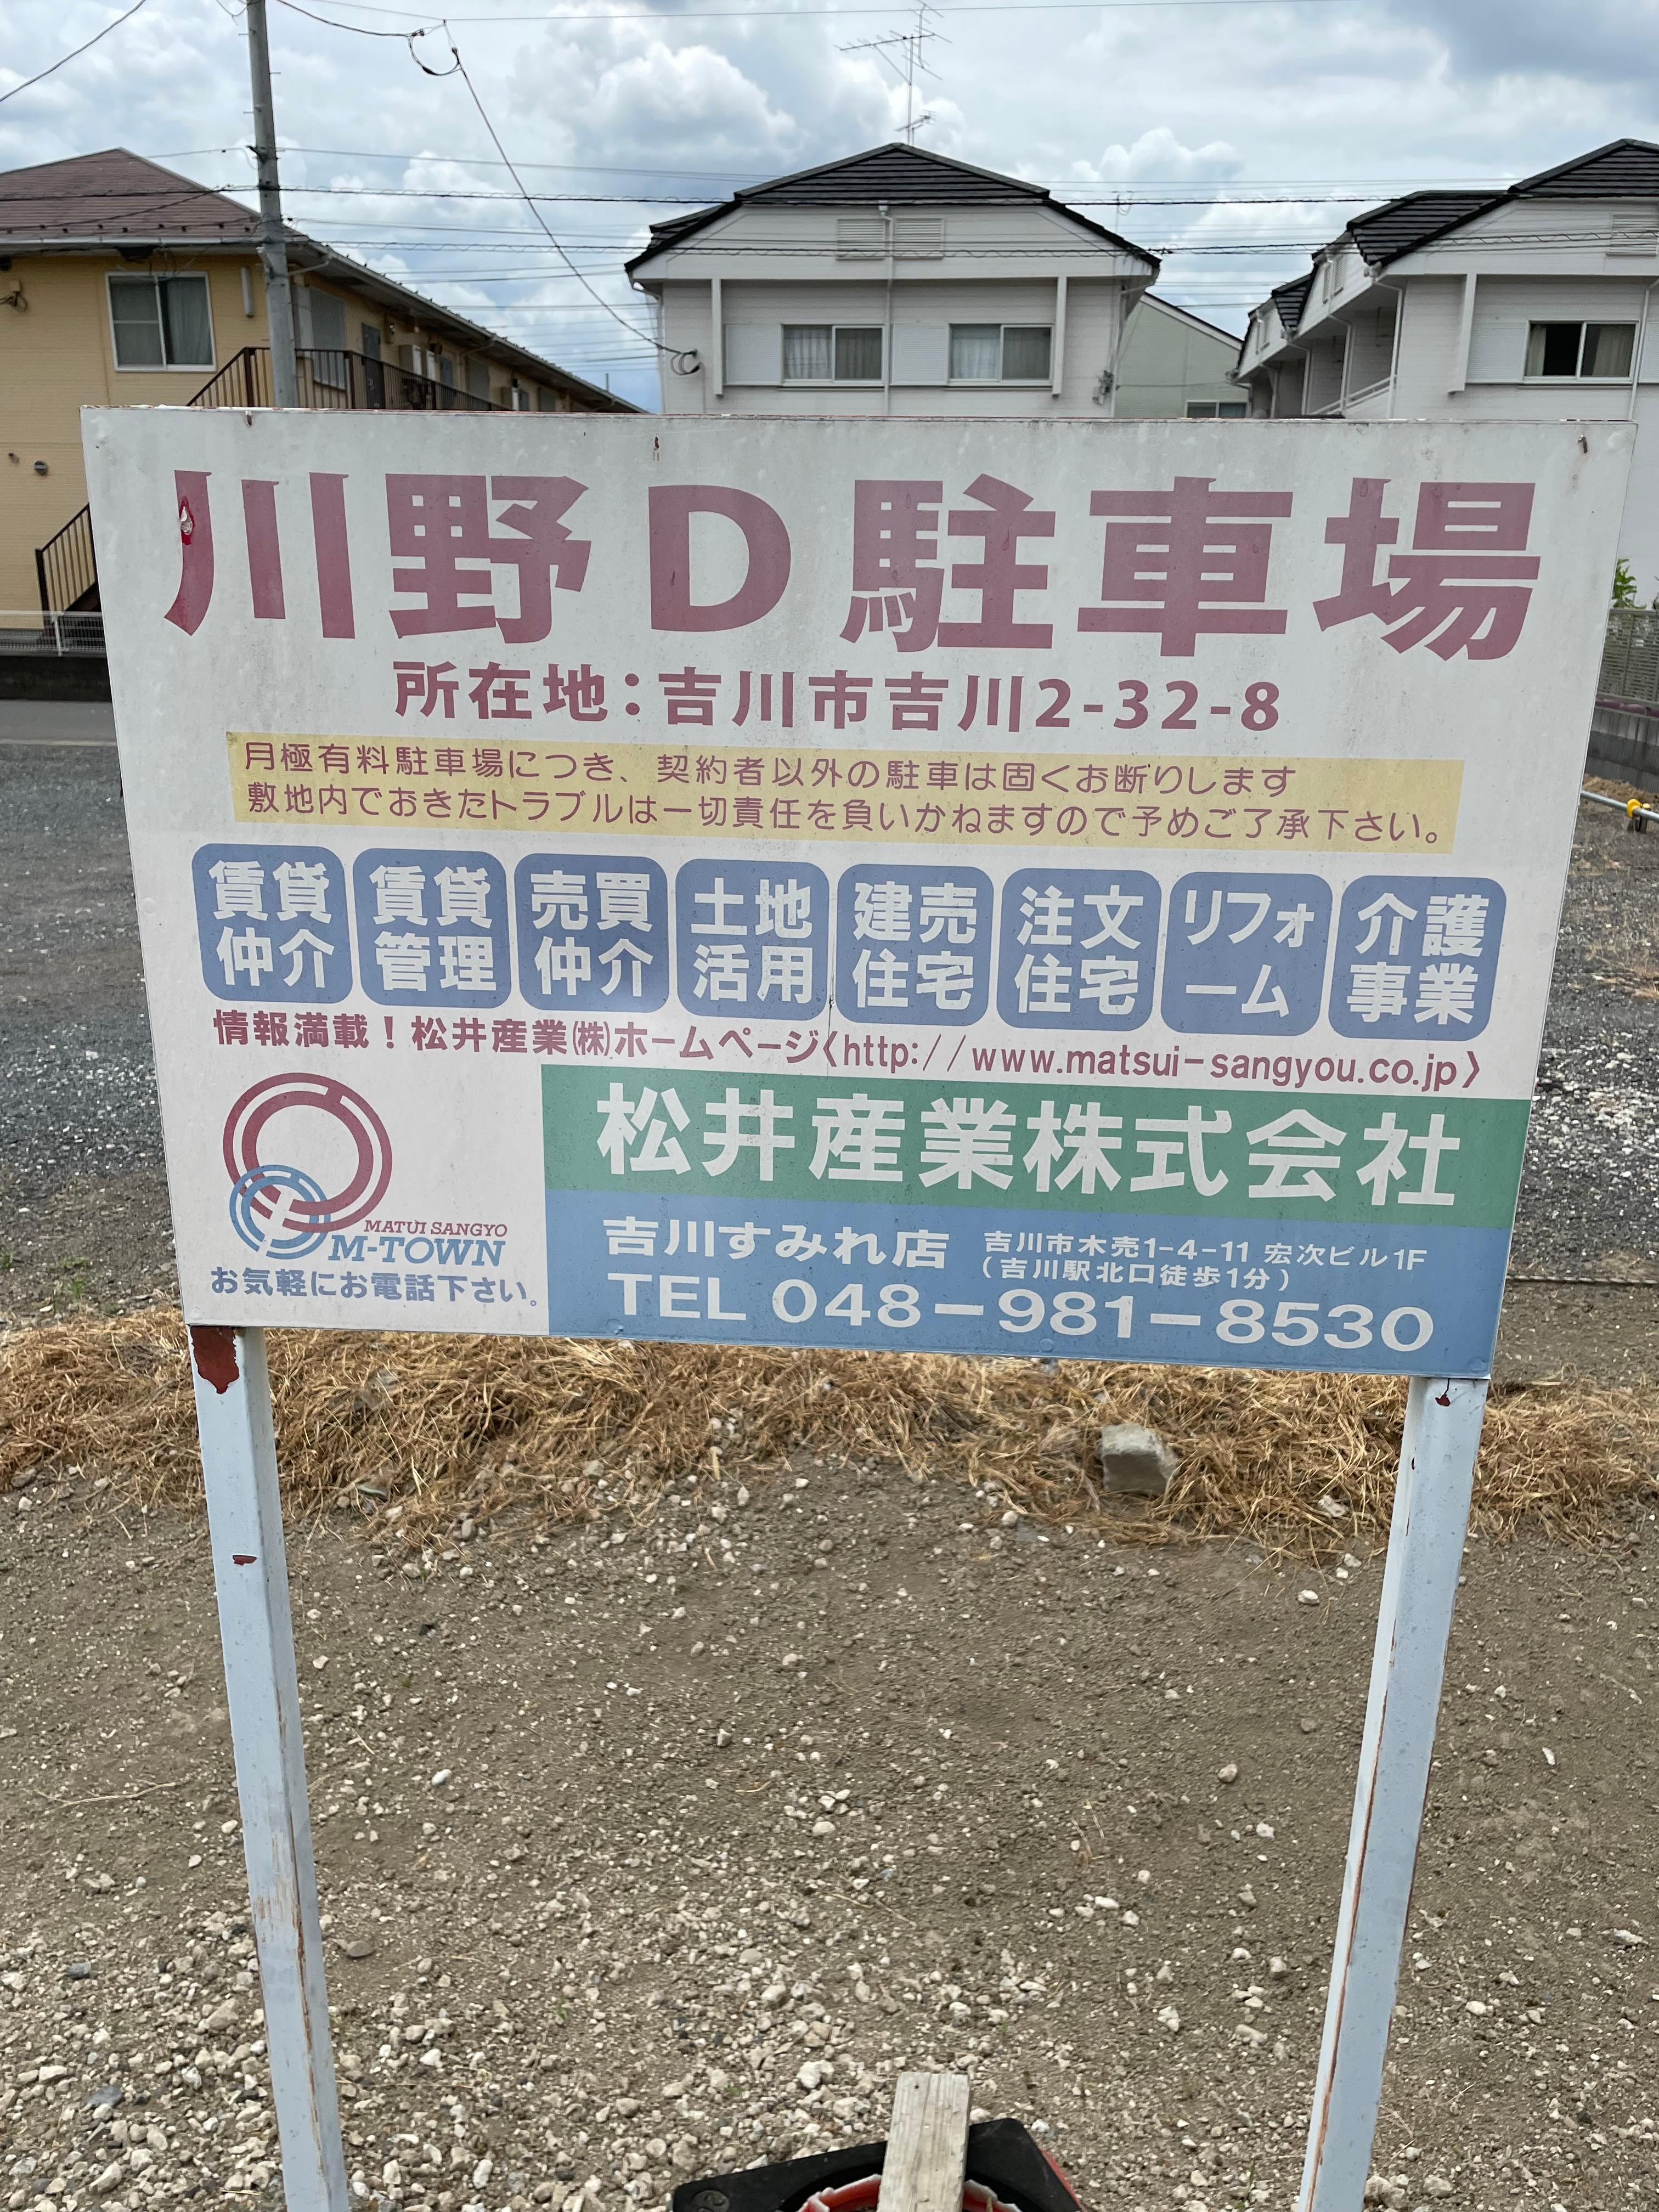 川野D駐車場
所在地：吉川市吉川2-32-8
月極有料駐車場につき、契約者以外の駐車は固くお断りします
敷地内でおきたトラブルは一切責任を負いかねますので予めご了承下さい。
賃貸仲介 賃貸管理 売買仲介 土地活用 建売住宅 注文住宅 リフォーム 介護事業
情報満載！松井産業㈱ホームページ〈http://www.matsui-sangyou.co.jp〉
MATUI SANGYO
M-TOWN
お気軽にお電話下さい。
松井産業株式会社
吉川すみれ店 吉川市木売1-4-11 宏次ビル1F
(吉川駅北口徒歩1分)
TEL 048-981-8530